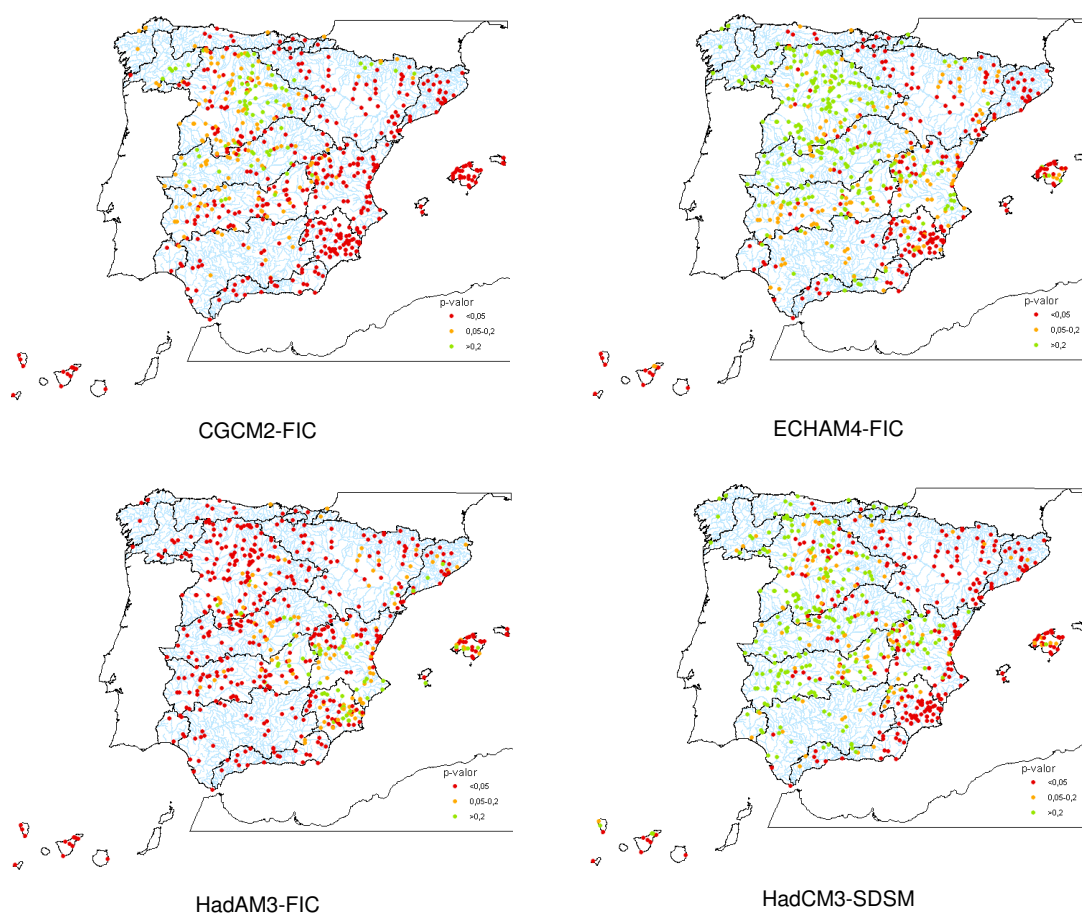 p-valor
<0,05
0,05-0,2
>0,2
CGCM2-FIC
p-valor
<0,05
0,05-0,2
>0,2
ECHAM4-FIC
p-valor
<0,05
0,05-0,2
>0,2
HadAM3-FIC
p-valor
<0,05
0,05-0,2
>0,2
HadCM3-SDSM